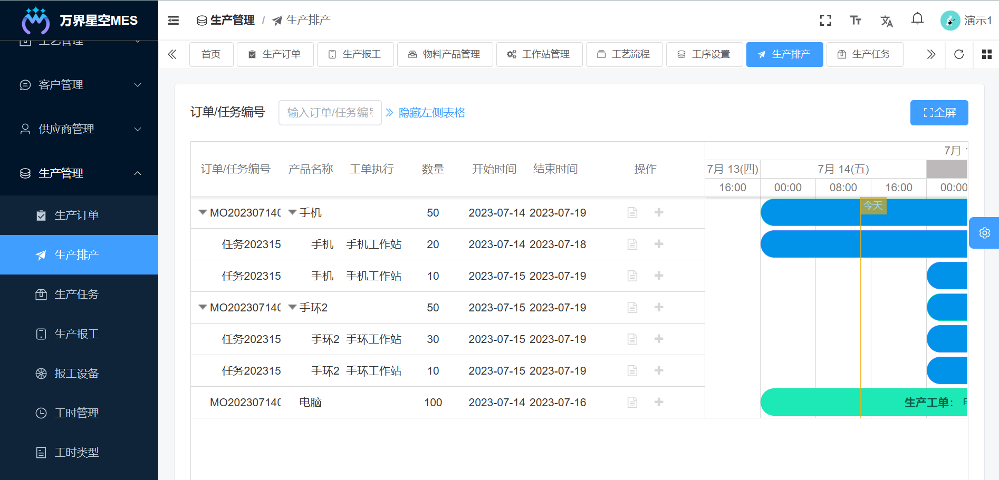 万界星空MES
生产管理 / 生产排产
演示1
工艺管理
首页 生产订单 生产报工 物料产品管理 工作站管理 工艺流程 工序设置 生产排产 生产任务
客户管理
供应商管理
生产管理
生产订单
生产排产
生产任务
生产报工
报工设备
工时管理
工时类型
订单/任务编号 输入订单/任务编号 隐藏左侧表格 全屏
7月
订单/任务编号 产品名称 工单执行 数量 开始时间 结束时间 操作 7月 13(四) 7月 14(五)
16:00 00:00 08:00 16:00 00:00
今天
MO20230714 手机 50 2023-07-14 2023-07-19
任务202315 手机 手机工作站 20 2023-07-14 2023-07-18
任务202315 手机 手机工作站 10 2023-07-15 2023-07-19
MO20230714 手环2 50 2023-07-15 2023-07-19
任务202315 手环2 手环工作站 30 2023-07-15 2023-07-19
任务202315 手环2 手环工作站 10 2023-07-15 2023-07-19
MO20230714 电脑 100 2023-07-14 2023-07-16 生产工单: